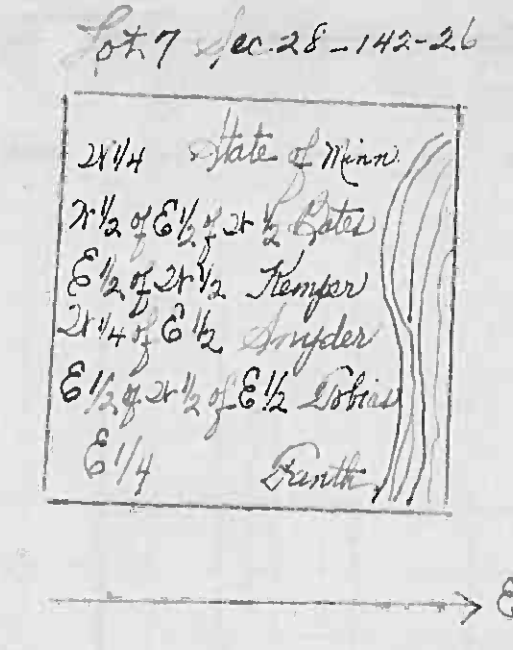 Lot 7 Sec. 28-142-26
W 1/4 State of Minn.
W 1/2 of E 1/2 of W 1/2 Bates
E 1/2 of W 1/2 Kemper
W 1/4 of E 1/2 Snyder
E 1/2 of W 1/2 of E 1/2 Tobias
E 1/4
E